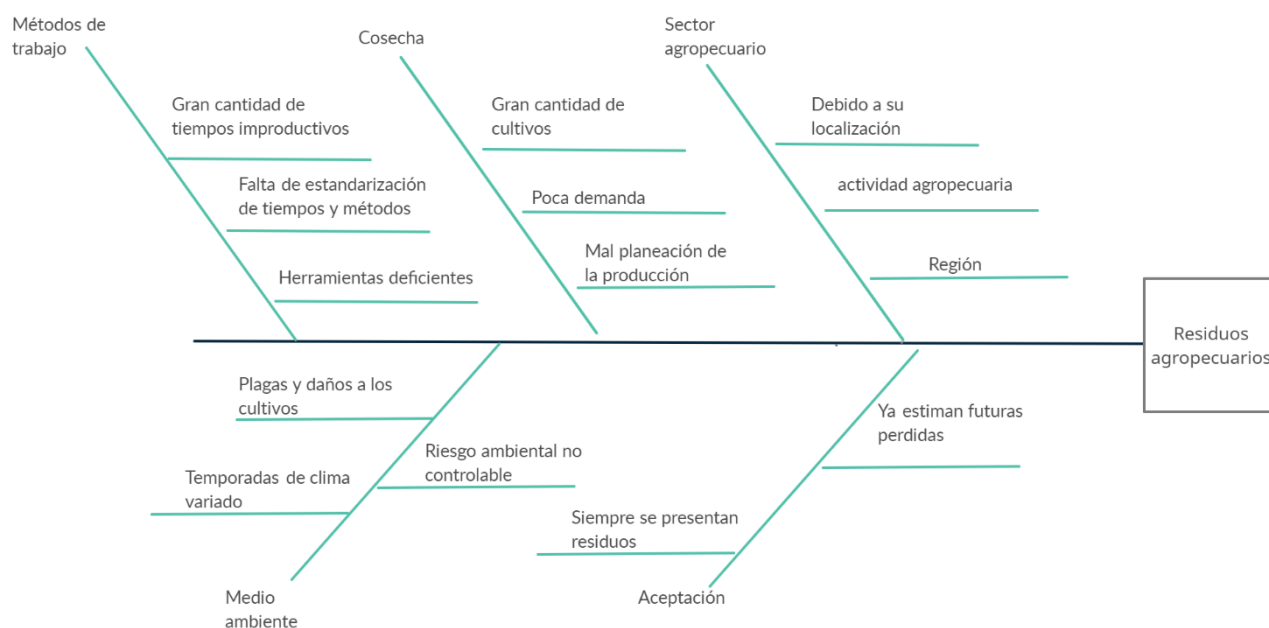 Métodos de
trabajo
Gran cantidad de
tiempos improductivos
Falta de estandarización
de tiempos y métodos
Herramientas deficientes
Cosecha
Gran cantidad de
cultivos
Poca demanda
Mal planeación de
la producción
Sector
agropecuario
Debido a su
localización
actividad agropecuaria
Región
Residuos
agropecuarios
Plagas y daños a los
cultivos
Riesgo ambiental no
controlable
Temporadas de clima
variado
Medio
ambiente
Ya estiman futuras
perdidas
Siempre se presentan
residuos
Aceptación